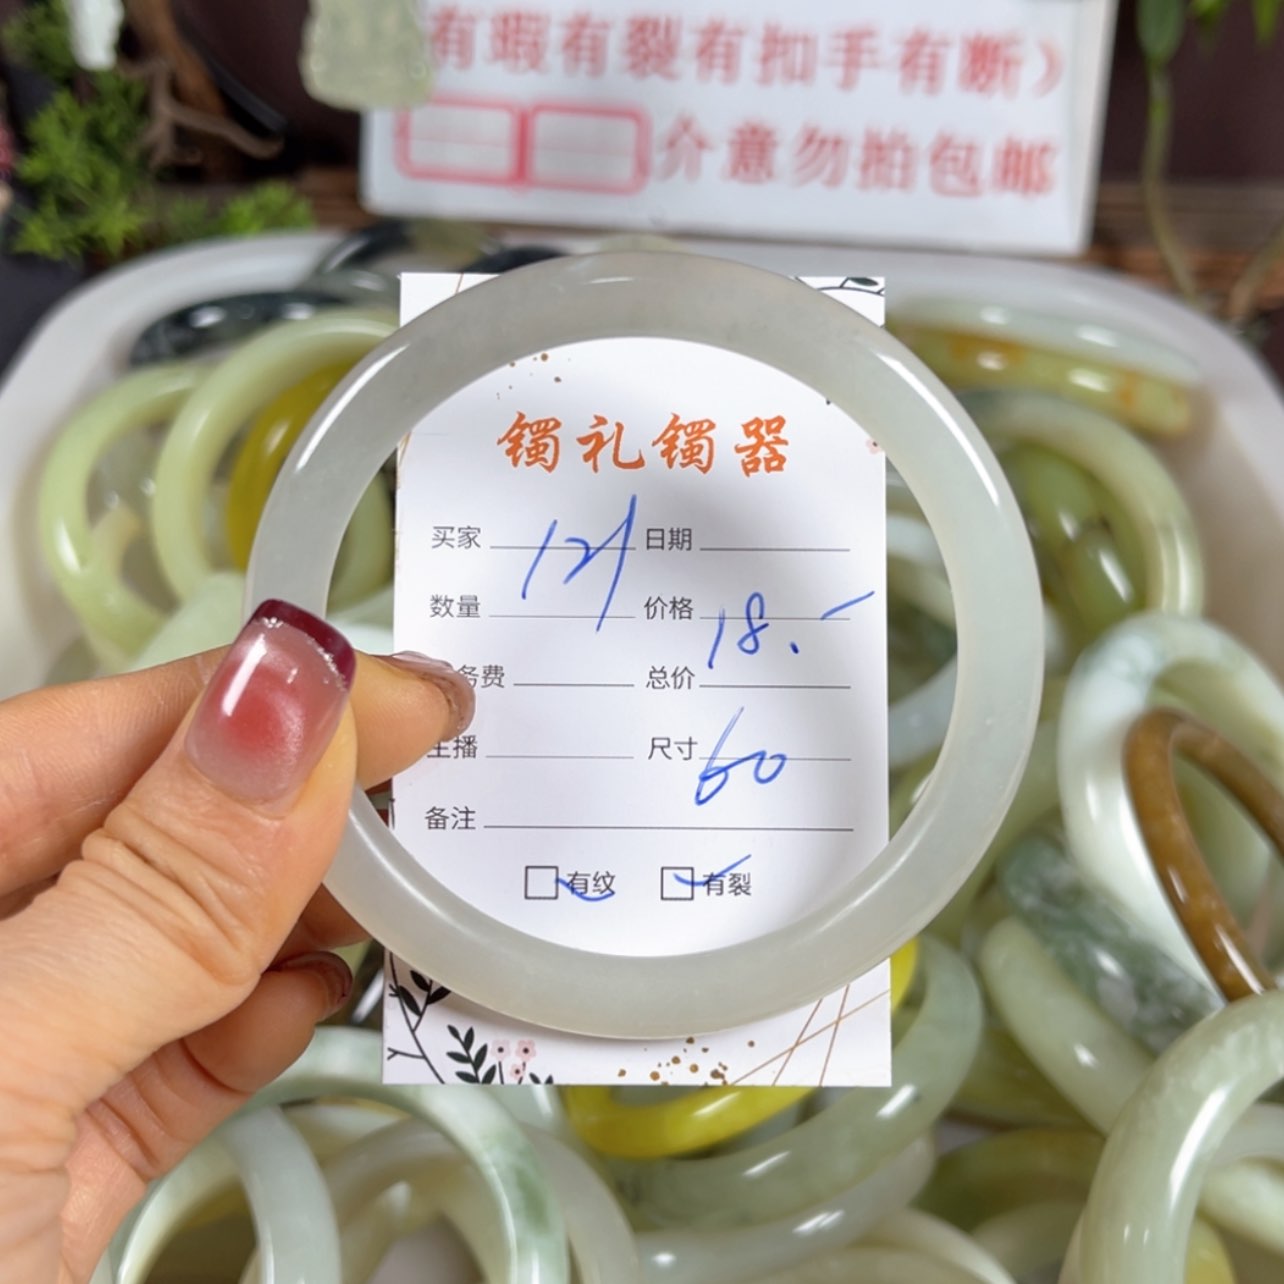 有瑕有裂有扣手有断）
介意勿拍包邮
镯礼镯器
买家 121 日期
数量 价格 18.-
务费 总价
主播 尺寸 60
备注
有纹 有裂